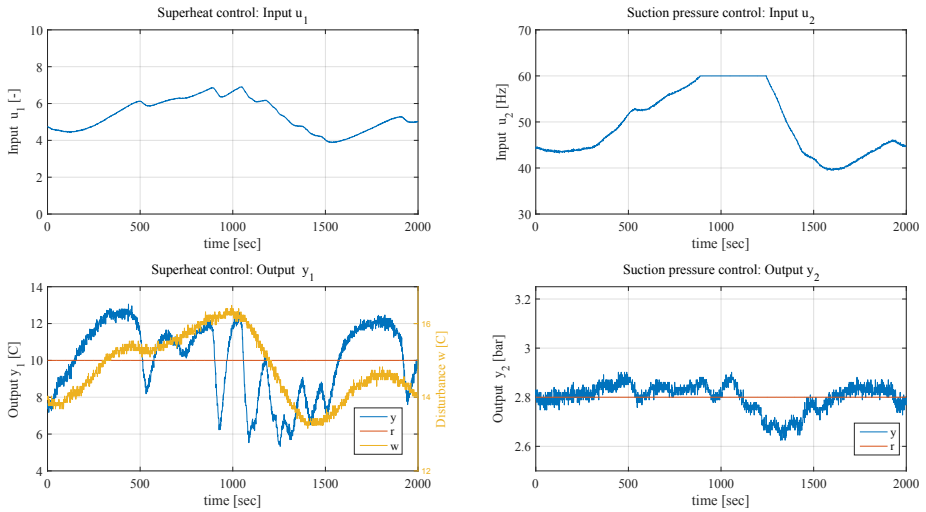 Superheat control: Input u1
Input u1 [-]
10
8
6
4
2
0
0 500 1000 1500 2000
time [sec]
Suction pressure control: Input u2
Input u2 [Hz]
70
60
50
40
30
0 500 1000 1500 2000
time [sec]
Superheat control: Output y1
Output y1 [C]
14
12
10
8
6
4
0 500 1000 1500 2000
time [sec]
16
14
12
Disturbance w [C]
y
r
w
Suction pressure control: Output y2
Output y2 [bar]
3.2
3
2.8
2.6
0 500 1000 1500 2000
time [sec]
y
r